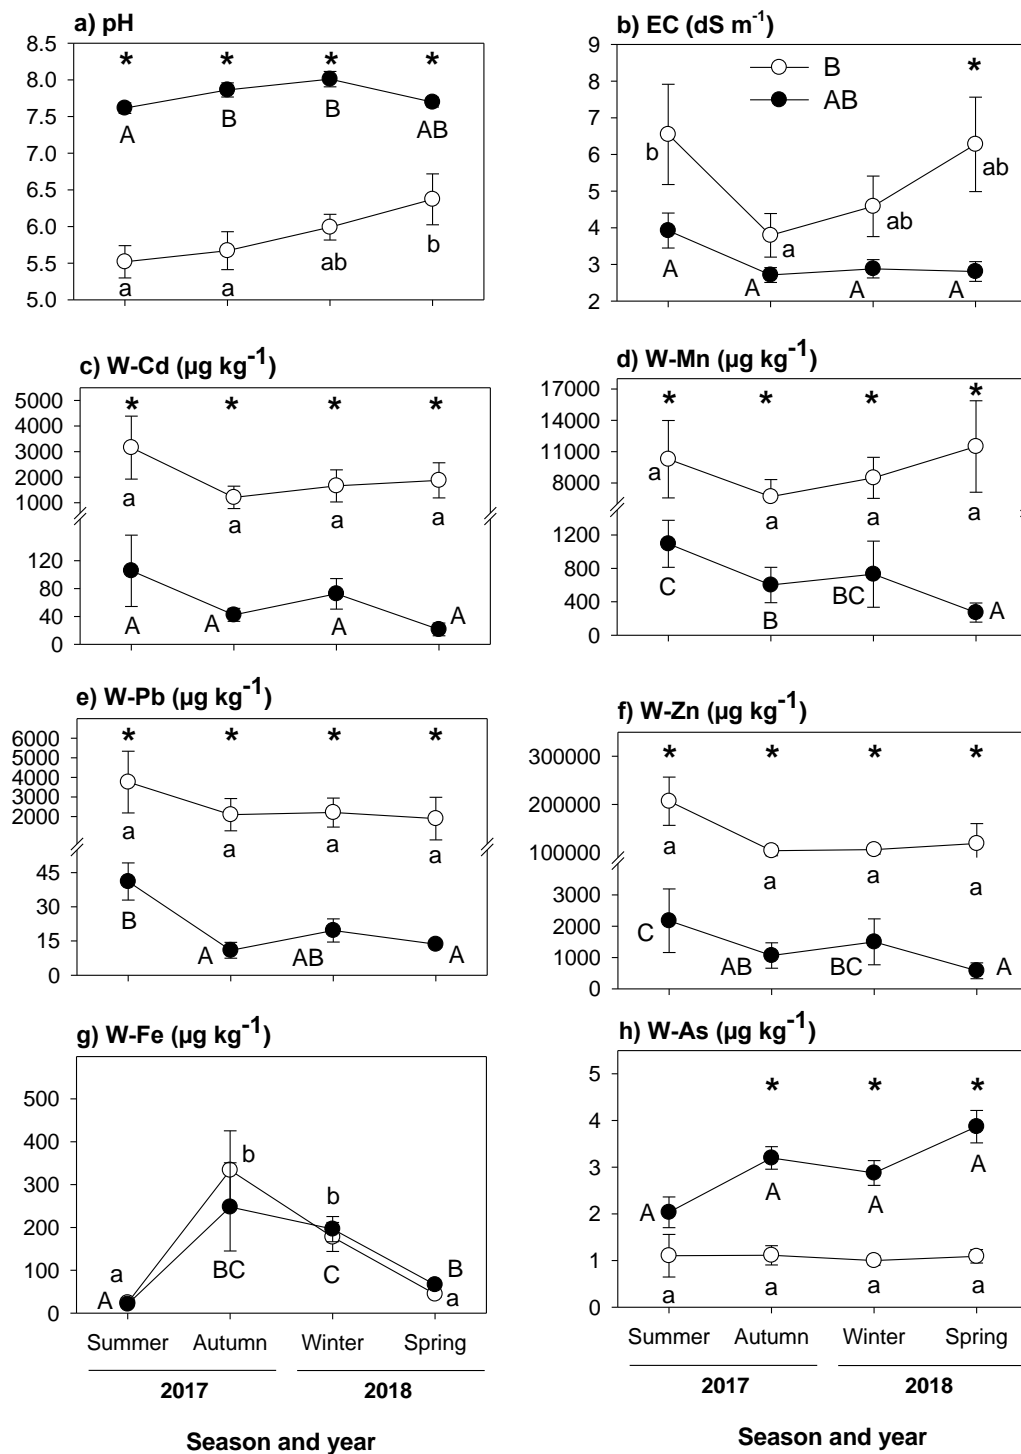 a) pH
8.5
8.0
7.5
7.0
6.5
6.0
5.5
5.0
* * * *
A B B AB
a a ab b
b) EC (dS m⁻¹)
9
8
7
6
5
4
3
2
B
AB
*
b a ab ab
A A A A
c) W-Cd (µg kg⁻¹)
5000
4000
3000
2000
1000
120
80
40
0
* * * *
a a a a
A A A A
d) W-Mn (µg kg⁻¹)
17000
14000
11000
8000
1200
800
400
0
* * * *
a a a a
C B BC A
e) W-Pb (µg kg⁻¹)
6000
5000
4000
3000
2000
45
30
15
0
* * * *
a a a a
B A AB A
f) W-Zn (µg kg⁻¹)
300000
200000
100000
3000
2000
1000
0
* * * *
a a a a
C AB BC A
g) W-Fe (µg kg⁻¹)
500
400
300
200
100
0
a b b a
A BC C B
Summer Autumn Winter Spring
2017 2018
Season and year
h) W-As (µg kg⁻¹)
5
4
3
2
1
0
* * *
A A A A
a a a a
Summer Autumn Winter Spring
2017 2018
Season and year